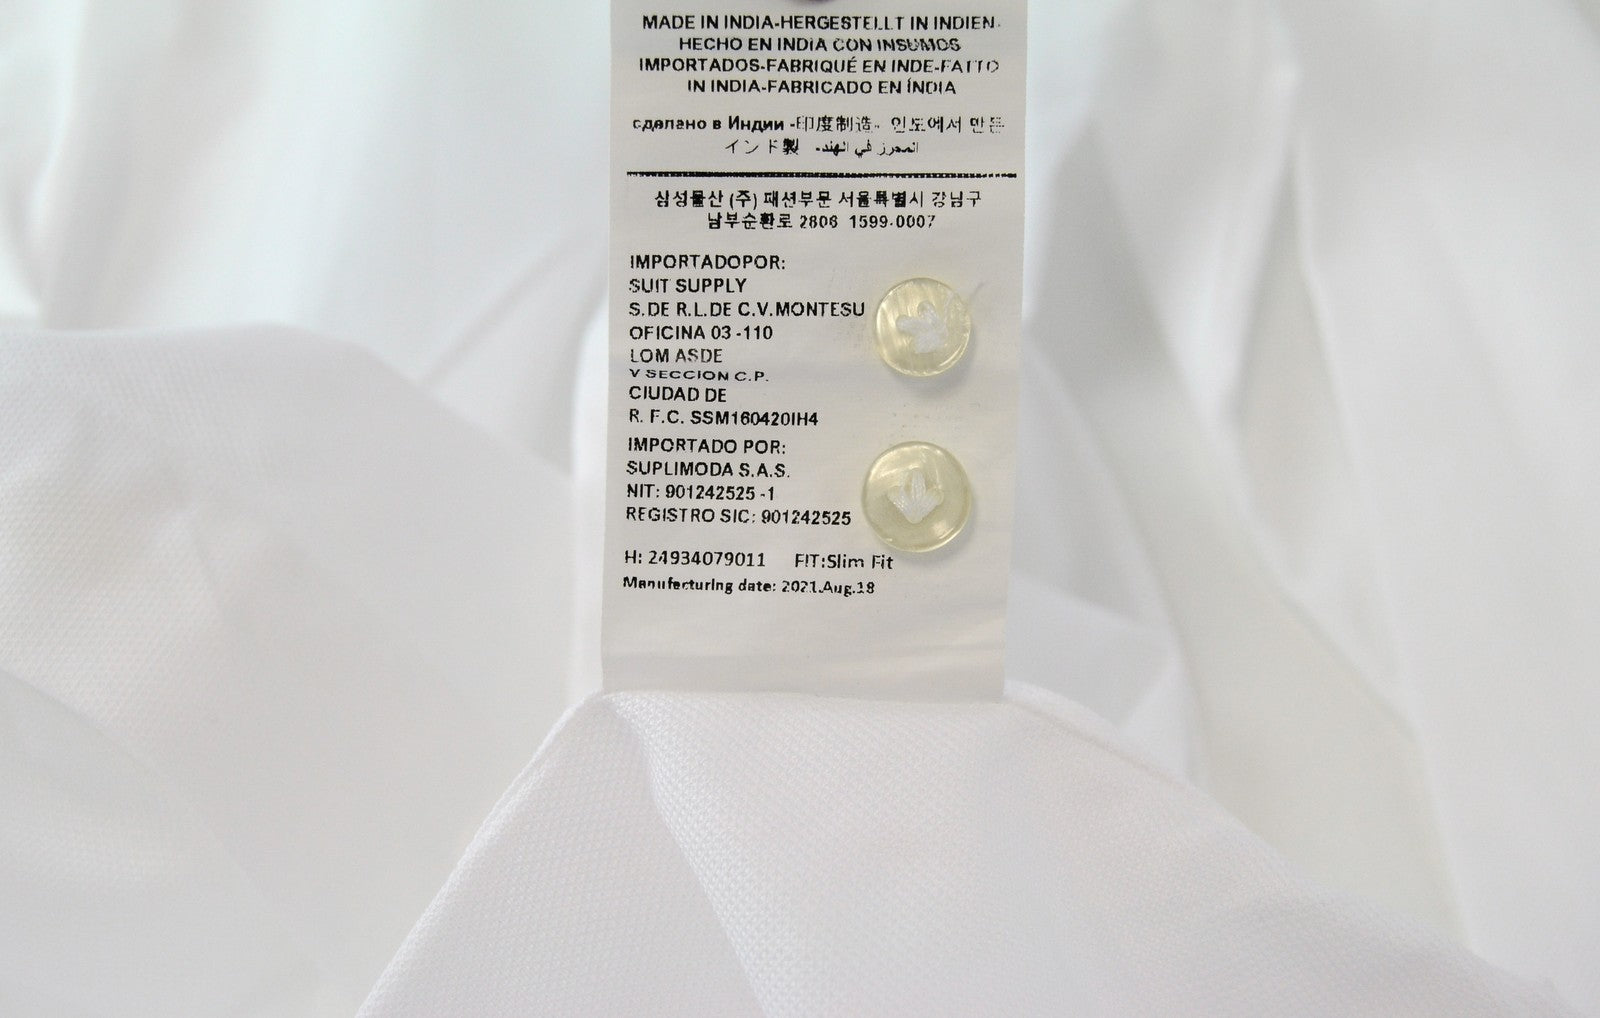 MADE IN INDIA-HERGESTELLT IN INDIEN-
HECHO EN INDIA CON INSUMOS
IMPORTADOS-FABRIQUÉ EN INDE-FATTO
IN INDIA-FABRICADO EN ÍNDIA
сделано в Индии -印度制造- 인도에서 만든
インド製 -المحرز في الهند
삼성물산 (주) 패션부문 서울특별시 강남구
남부순환로 2806 1599-0007
IMPORTADOPOR:
SUIT SUPPLY
S.DE R.L.DE C.V.MONTESU
OFICINA 03-110
LOM ASDE
V SECCION C.P.
CIUDAD DE
R. F.C. SSM160420IH4
IMPORTADO POR:
SUPLIMODA S.A.S.
NIT: 901242525 -1
REGISTRO SIC: 901242525
H: 24934079011 FIT:Slim Fit
Manufacturing date: 2021.Aug.18